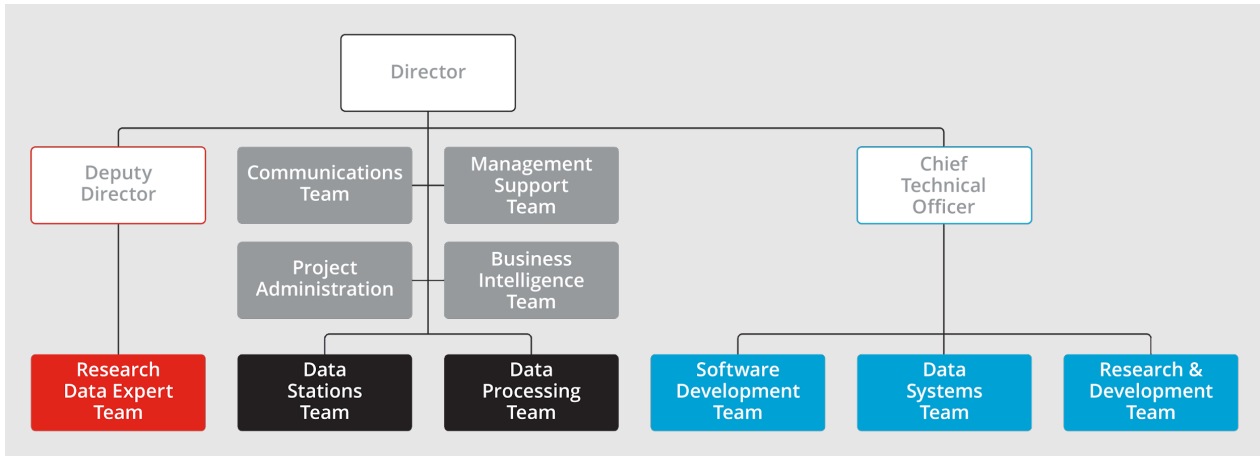 Director
Deputy
Director
Communications
Team
Management
Support
Team
Chief
Technical
Officer
Project
Administration
Business
Intelligence
Team
Research
Data Expert
Team
Data
Stations
Team
Data
Processing
Team
Software
Development
Team
Data
Systems
Team
Research &
Development
Team